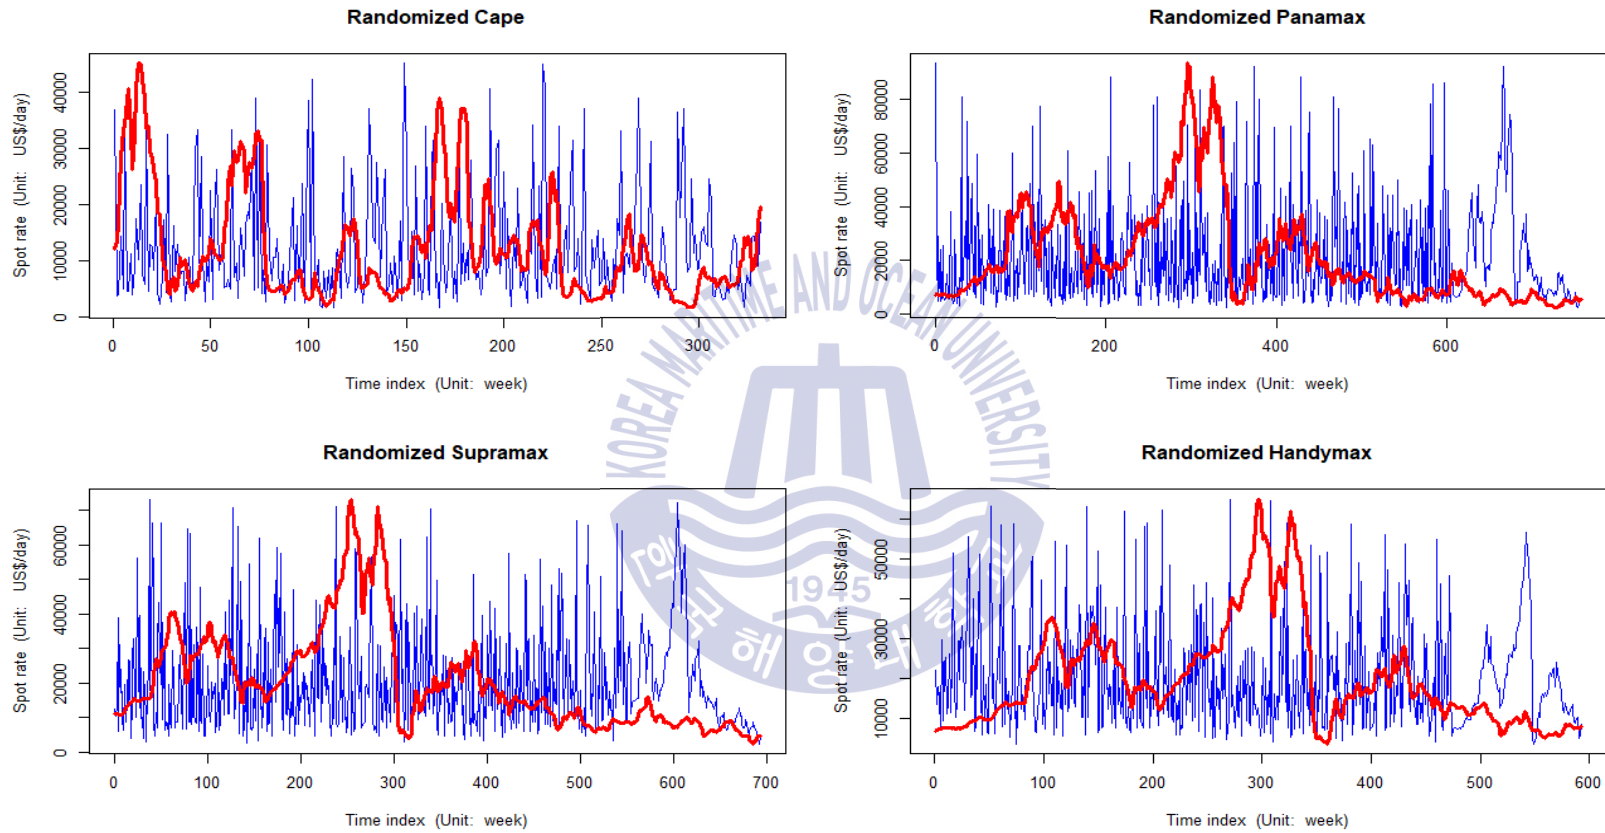 Randomized Cape
Spot rate (Unit: US$/day)
0 10000 20000 30000 40000
0 50 100 150 200 250 300
Time index (Unit: week)
Randomized Panamax
Spot rate (Unit: US$/day)
0 20000 40000 60000 80000
0 200 400 600
Time index (Unit: week)
Randomized Supramax
Spot rate (Unit: US$/day)
0 20000 40000 60000
0 100 200 300 400 500 600 700
Time index (Unit: week)
Randomized Handymax
Spot rate (Unit: US$/day)
10000 30000 50000
0 100 200 300 400 500 600
Time index (Unit: week)
KOREA MARITIME AND OCEAN UNIVERSITY
1945
해양대